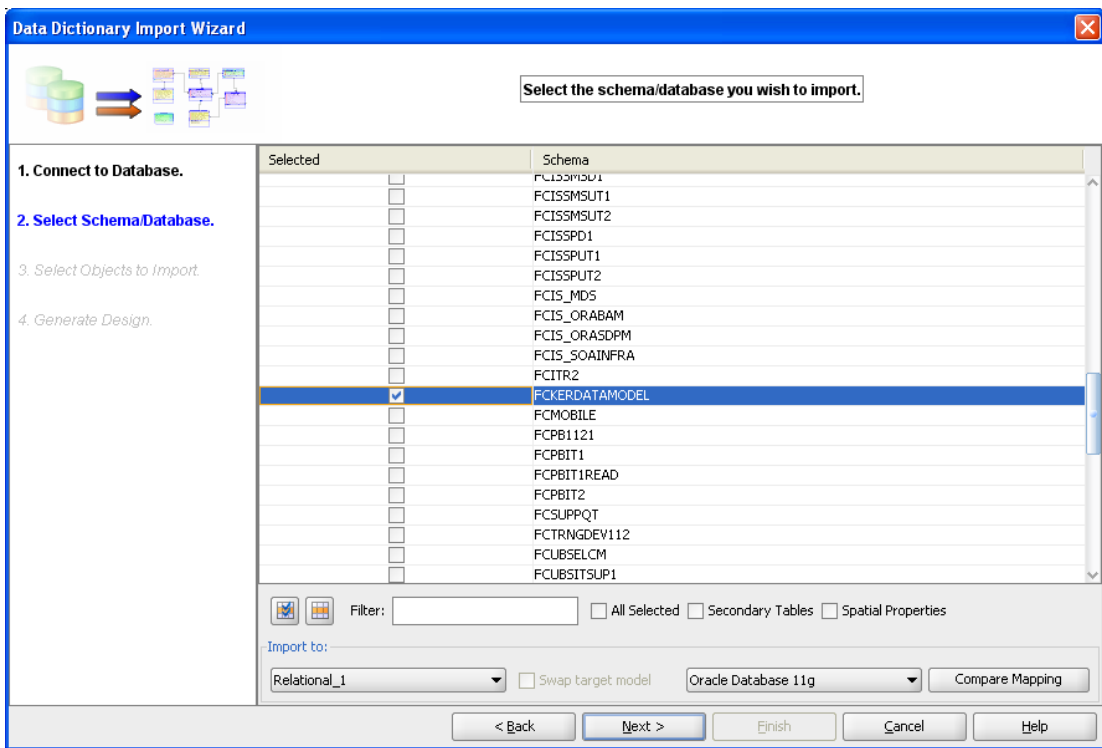 Data Dictionary Import Wizard
Select the schema/database you wish to import.
1. Connect to Database.
2. Select Schema/Database.
3. Select Objects to Import.
4. Generate Design.
Selected Schema
FCISSMSD1
FCISSMSUT1
FCISSMSUT2
FCISSPD1
FCISSPUT1
FCISSPUT2
FCIS_MDS
FCIS_ORABAM
FCIS_ORASDPM
FCIS_SOAINFRA
FCITR2
FCKERDATAMODEL
FCMOBILE
FCPB1121
FCPBIT1
FCPBIT1READ
FCPBIT2
FCSUPPQT
FCTRNGDEV112
FCUBSELCM
FCUBSITSUP1
Filter: All Selected Secondary Tables Spatial Properties
Import to:
Relational_1 Swap target model Oracle Database 11g Compare Mapping
< Back Next > Finish Cancel Help